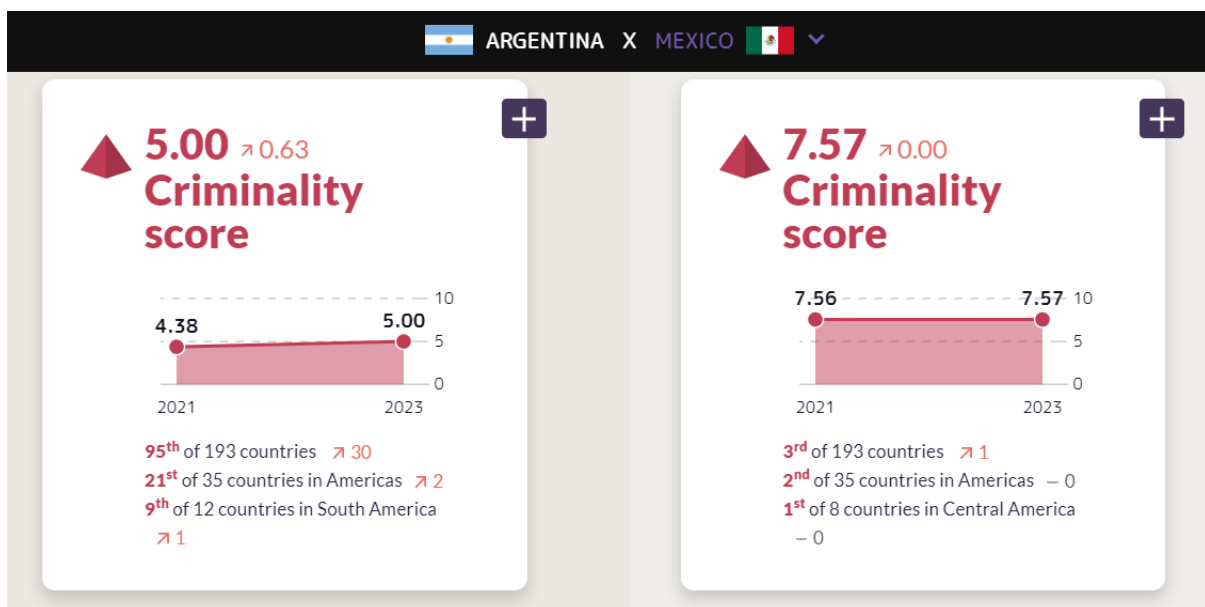 ARGENTINA X MEXICO
5.00 ↗ 0.63
Criminality
score
10
4.38
5.00
5
0
2021
2023
95th of 193 countries ↗ 30
21st of 35 countries in Americas ↗ 2
9th of 12 countries in South America
↗ 1
7.57 ↗ 0.00
Criminality
score
7.56
7.57
10
5
0
2021
2023
3rd of 193 countries ↗ 1
2nd of 35 countries in Americas – 0
1st of 8 countries in Central America
– 0